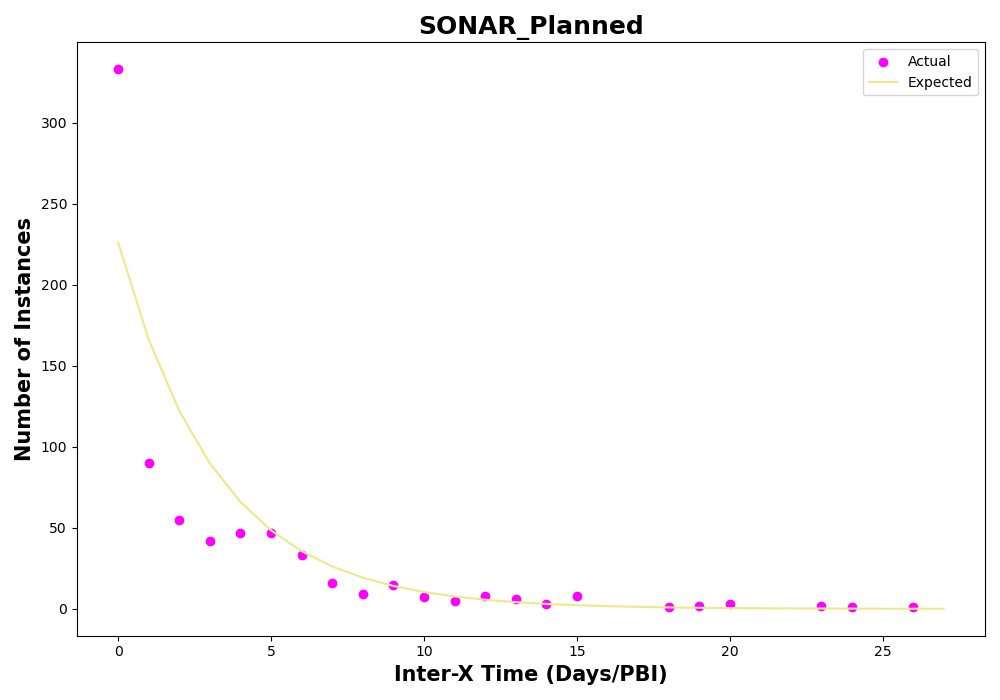 SONAR_Planned
Actual
Expected
Number of Instances
300
250
200
150
100
50
0
0 5 10 15 20 25
Inter-X Time (Days/PBI)